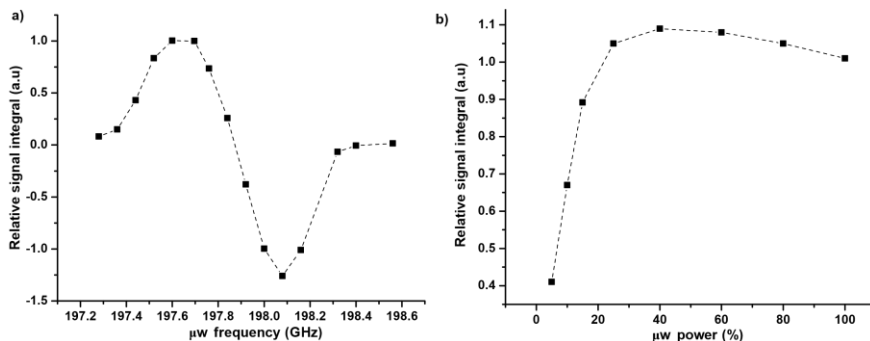 a)
Relative signal integral (a.u)
1.0
0.5
0.0
-0.5
-1.0
-1.5
197.2 197.4 197.6 197.8 198.0 198.2 198.4 198.6
μw frequency (GHz)
b)
Relative signal integral (a.u)
1.1
1.0
0.9
0.8
0.7
0.6
0.5
0.4
0 20 40 60 80 100
μw power (%)